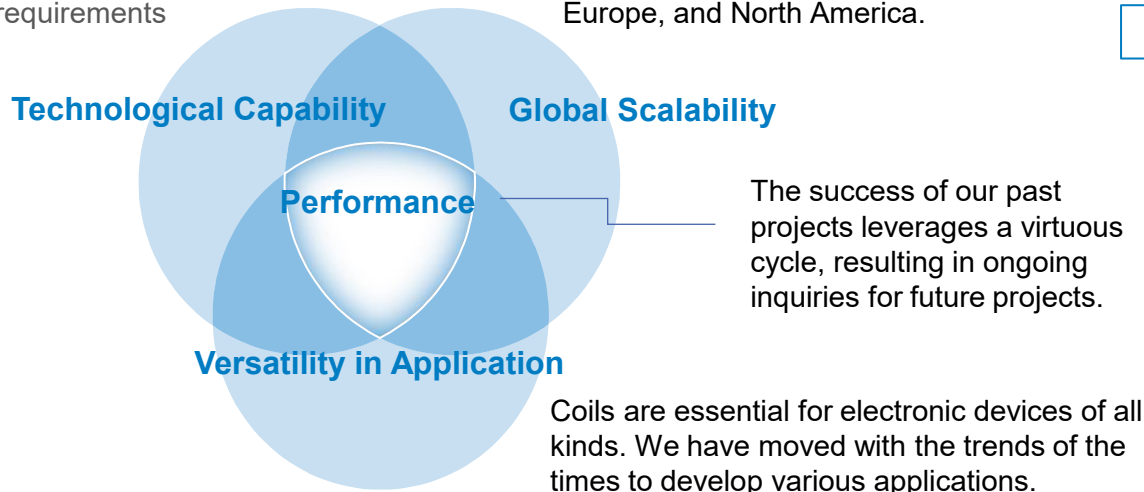 requirements
Europe, and North America.
Technological Capability
Global Scalability
Performance
The success of our past
projects leverages a virtuous
cycle, resulting in ongoing
inquiries for future projects.
Versatility in Application
Coils are essential for electronic devices of all
kinds. We have moved with the trends of the
times to develop various applications.